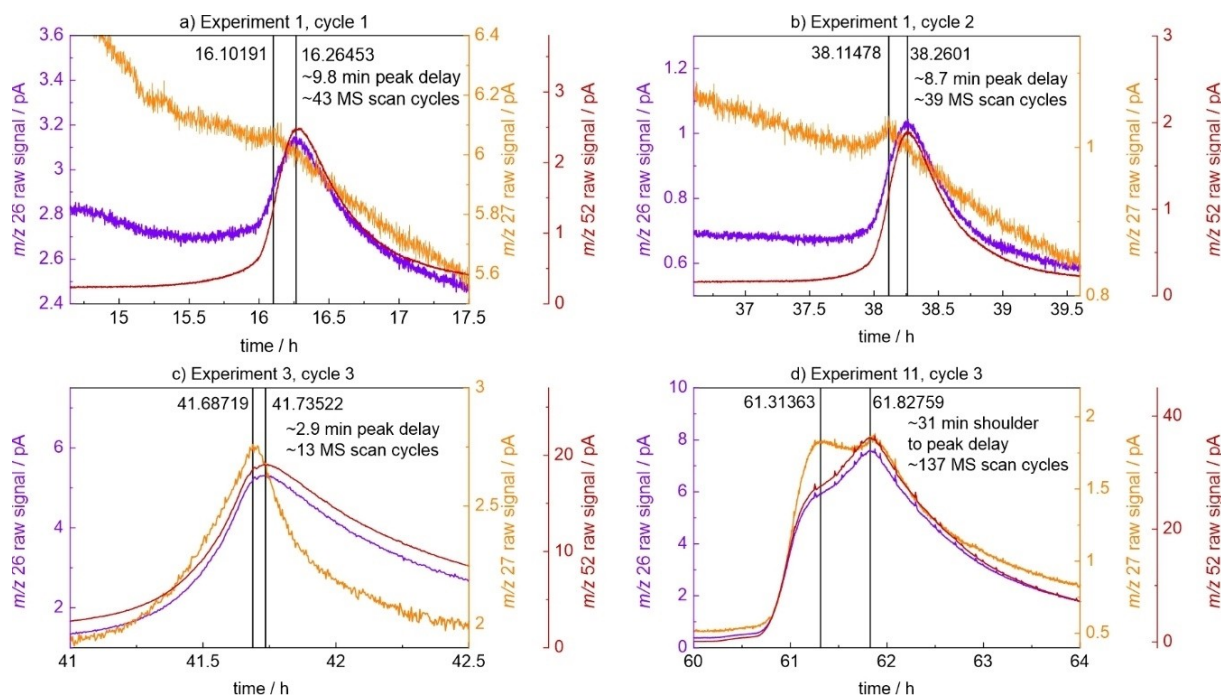 a) Experiment 1, cycle 1
3.6
3.4
3.2
3.1
3.0
2.8
2.6
2.4
m/z 26 raw signal / pA
16.10191
16.26453
~9.8 min peak delay
~43 MS scan cycles
6.4
6.2
6
5.8
5.6
m/z 27 raw signal / pA
3
2
1
0
m/z 52 raw signal / pA
15 15.5 16 16.5 17 17.5
time / h
b) Experiment 1, cycle 2
1.2
1
0.8
0.6
m/z 26 raw signal / pA
38.11478
38.2601
~8.7 min peak delay
~39 MS scan cycles
1
0.8
m/z 27 raw signal / pA
3
2
1
0
m/z 52 raw signal / pA
37 37.5 38 38.5 39 39.5
time / h
c) Experiment 3, cycle 3
6
4
2
m/z 26 raw signal / pA
41.68719
41.73522
~2.9 min peak delay
~13 MS scan cycles
3
2.5
2
m/z 27 raw signal / pA
20
10
0
m/z 52 raw signal / pA
41 41.5 42 42.5
time / h
d) Experiment 11, cycle 3
10
8
6
4
2
0
m/z 26 raw signal / pA
61.31363
61.82759
~31 min shoulder
to peak delay
~137 MS scan cycles
2
1.5
1
0.5
m/z 27 raw signal / pA
40
20
0
m/z 52 raw signal / pA
60 61 62 63 64
time / h